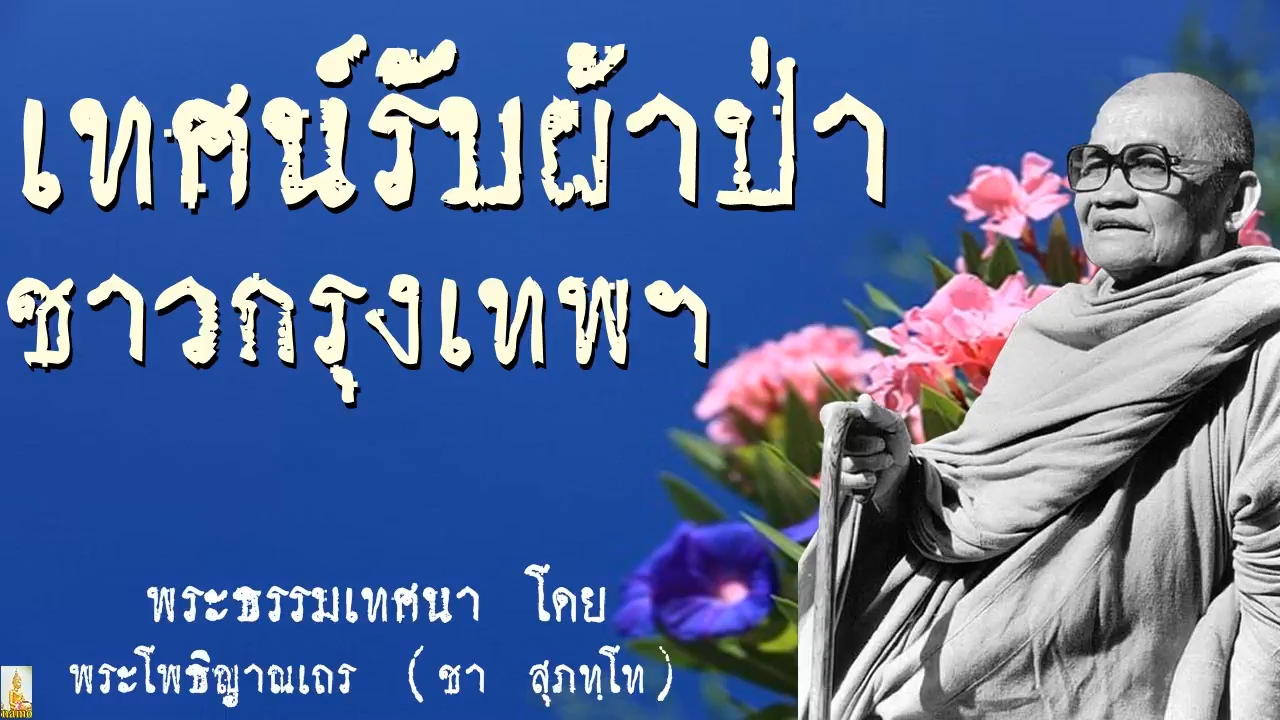 เทศน์รับผ้าป่า
ชาวกรุงเทพฯ
พระธรรมเทศนา โดย
พระโพธิญาณเถร (ชา สุภทฺโท)
namo